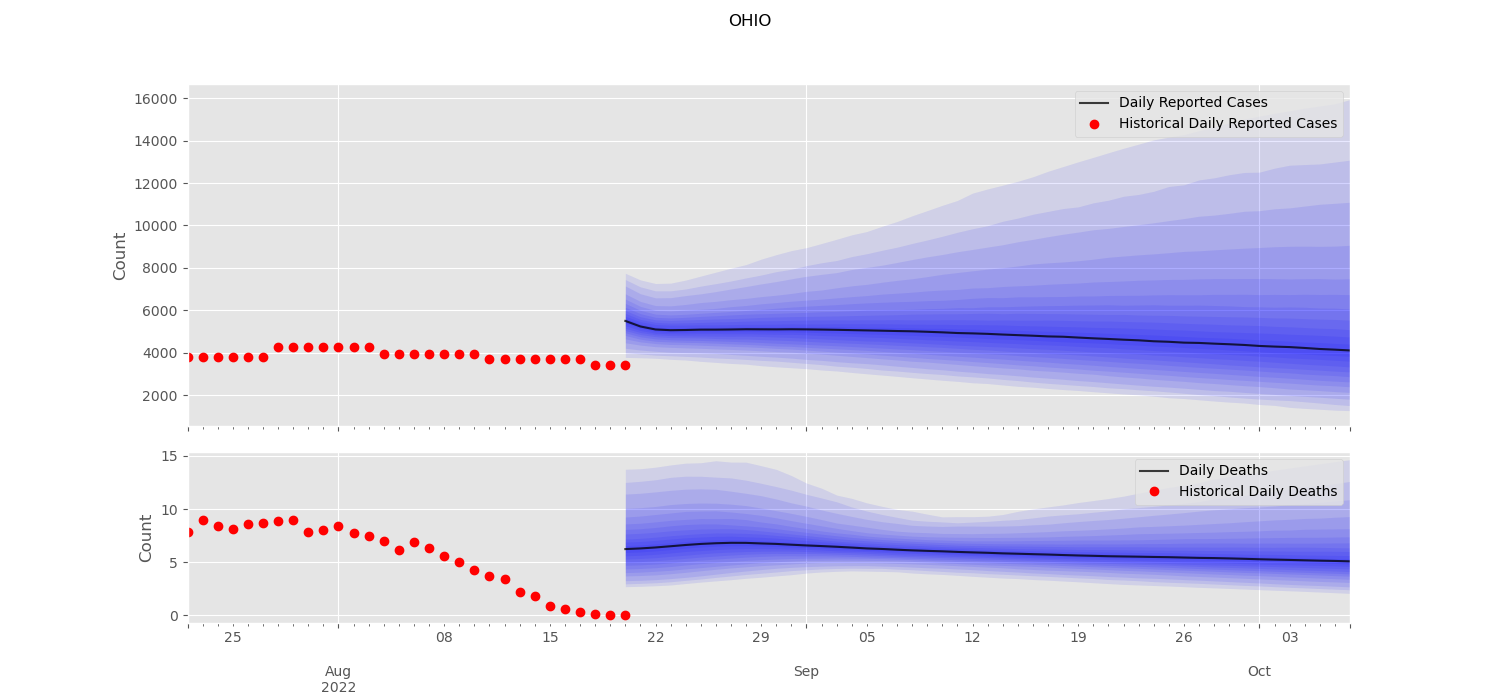 OHIO
16000
14000
12000
10000
8000
6000
4000
2000
Count
Daily Reported Cases
Historical Daily Reported Cases
15
10
5
0
Count
Daily Deaths
Historical Daily Deaths
25 08 15 22 29 05 12 19 26 03
Aug Sep Oct
2022